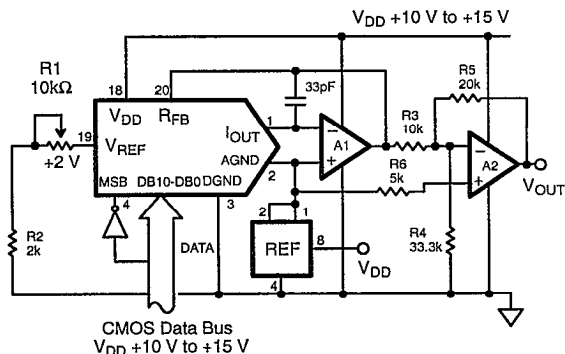 V_DD +10 V to +15 V
R1
10kΩ
18
20
33pF
R5
20k
V_DD
R_FB
I_OUT
1
R3
10k
19
V_REF
A1
+2 V
AGND
2
R6
5k
A2
V_OUT
MSB
DB10-DB0
DGND
4
3
2
1
R4
33.3k
R2
2k
DATA
REF
8
V_DD
4
CMOS Data Bus
V_DD +10 V to +15 V